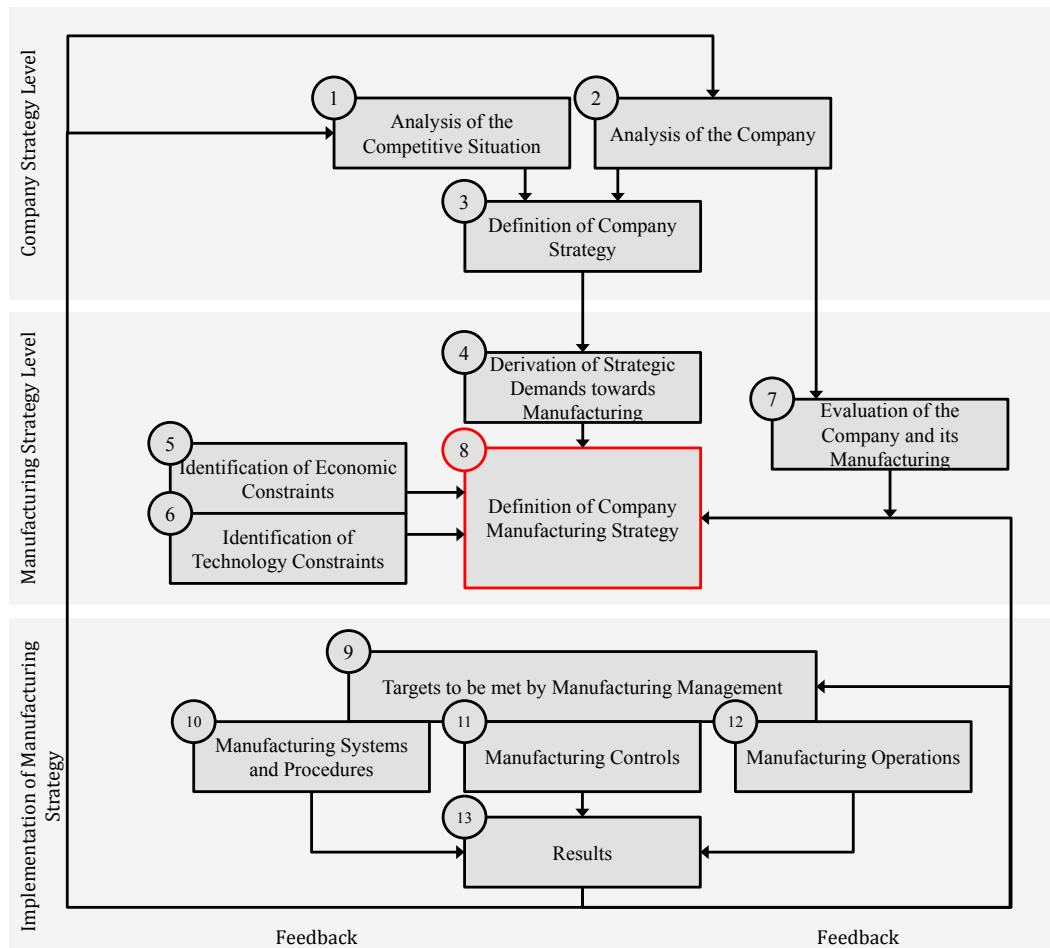 Company Strategy Level
1
Analysis of the
Competitive Situation
2
Analysis of the Company
3
Definition of Company
Strategy
Manufacturing Strategy Level
4
Derivation of Strategic
Demands towards
Manufacturing
5
Identification of Economic
Constraints
6
Identification of
Technology Constraints
7
Evaluation of the
Company and its
Manufacturing
8
Definition of Company
Manufacturing Strategy
Implementation of Manufacturing
Strategy
9
Targets to be met by Manufacturing Management
10
Manufacturing Systems
and Procedures
11
Manufacturing Controls
12
Manufacturing Operations
13
Results
Feedback
Feedback